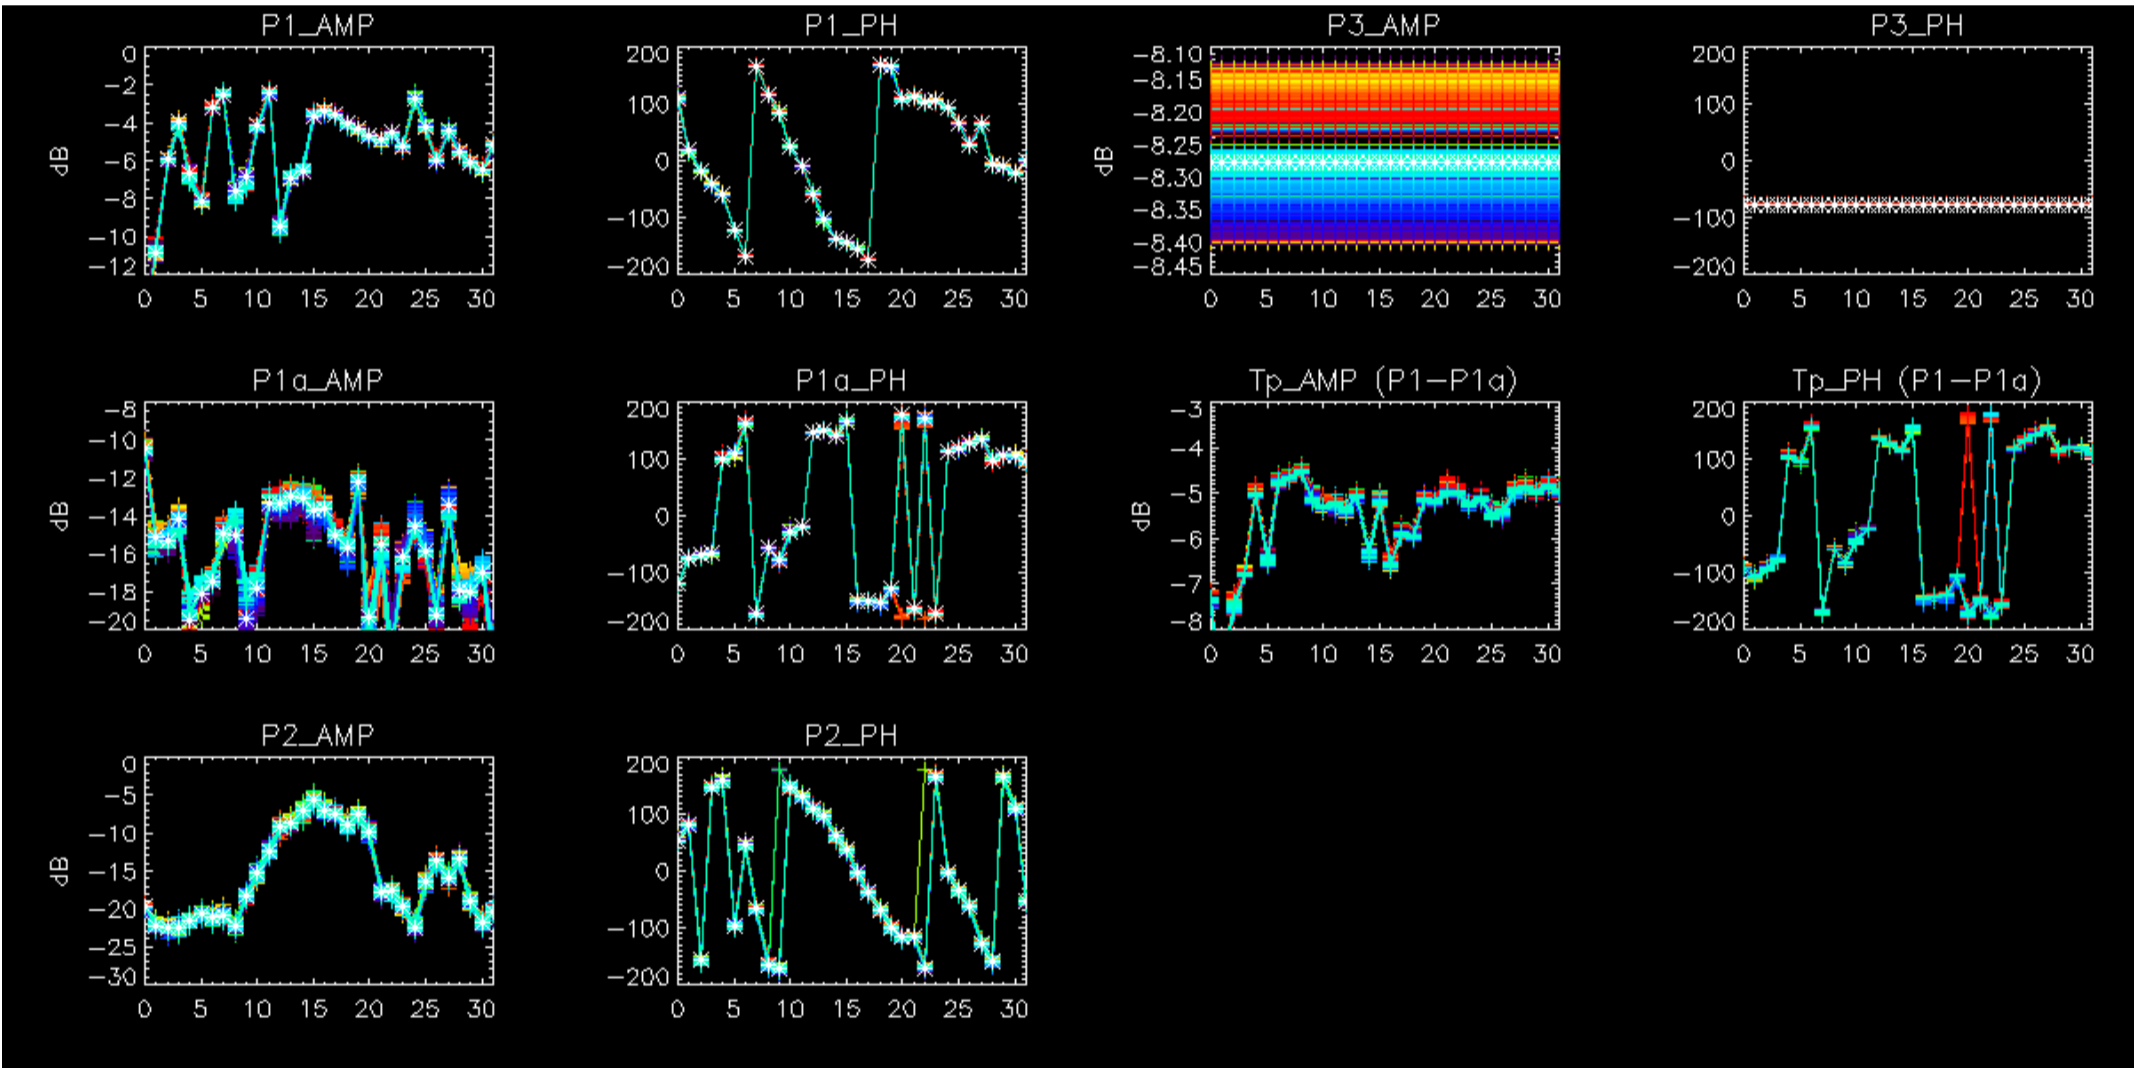 P1_AMP
dB
0
-2
-4
-6
-8
-10
-12
0 5 10 15 20 25 30
P1_PH
200
100
0
-100
-200
0 5 10 15 20 25 30
P3_AMP
dB
-8.10
-8.15
-8.20
-8.25
-8.30
-8.35
-8.40
-8.45
0 5 10 15 20 25 30
P3_PH
200
100
0
-100
-200
0 5 10 15 20 25 30
P1a_AMP
dB
-8
-10
-12
-14
-16
-18
-20
0 5 10 15 20 25 30
P1a_PH
200
100
0
-100
-200
0 5 10 15 20 25 30
Tp_AMP (P1-P1a)
dB
-3
-4
-5
-6
-7
-8
0 5 10 15 20 25 30
Tp_PH (P1-P1a)
200
100
0
-100
-200
0 5 10 15 20 25 30
P2_AMP
dB
0
-5
-10
-15
-20
-25
-30
0 5 10 15 20 25 30
P2_PH
200
100
0
-100
-200
0 5 10 15 20 25 30